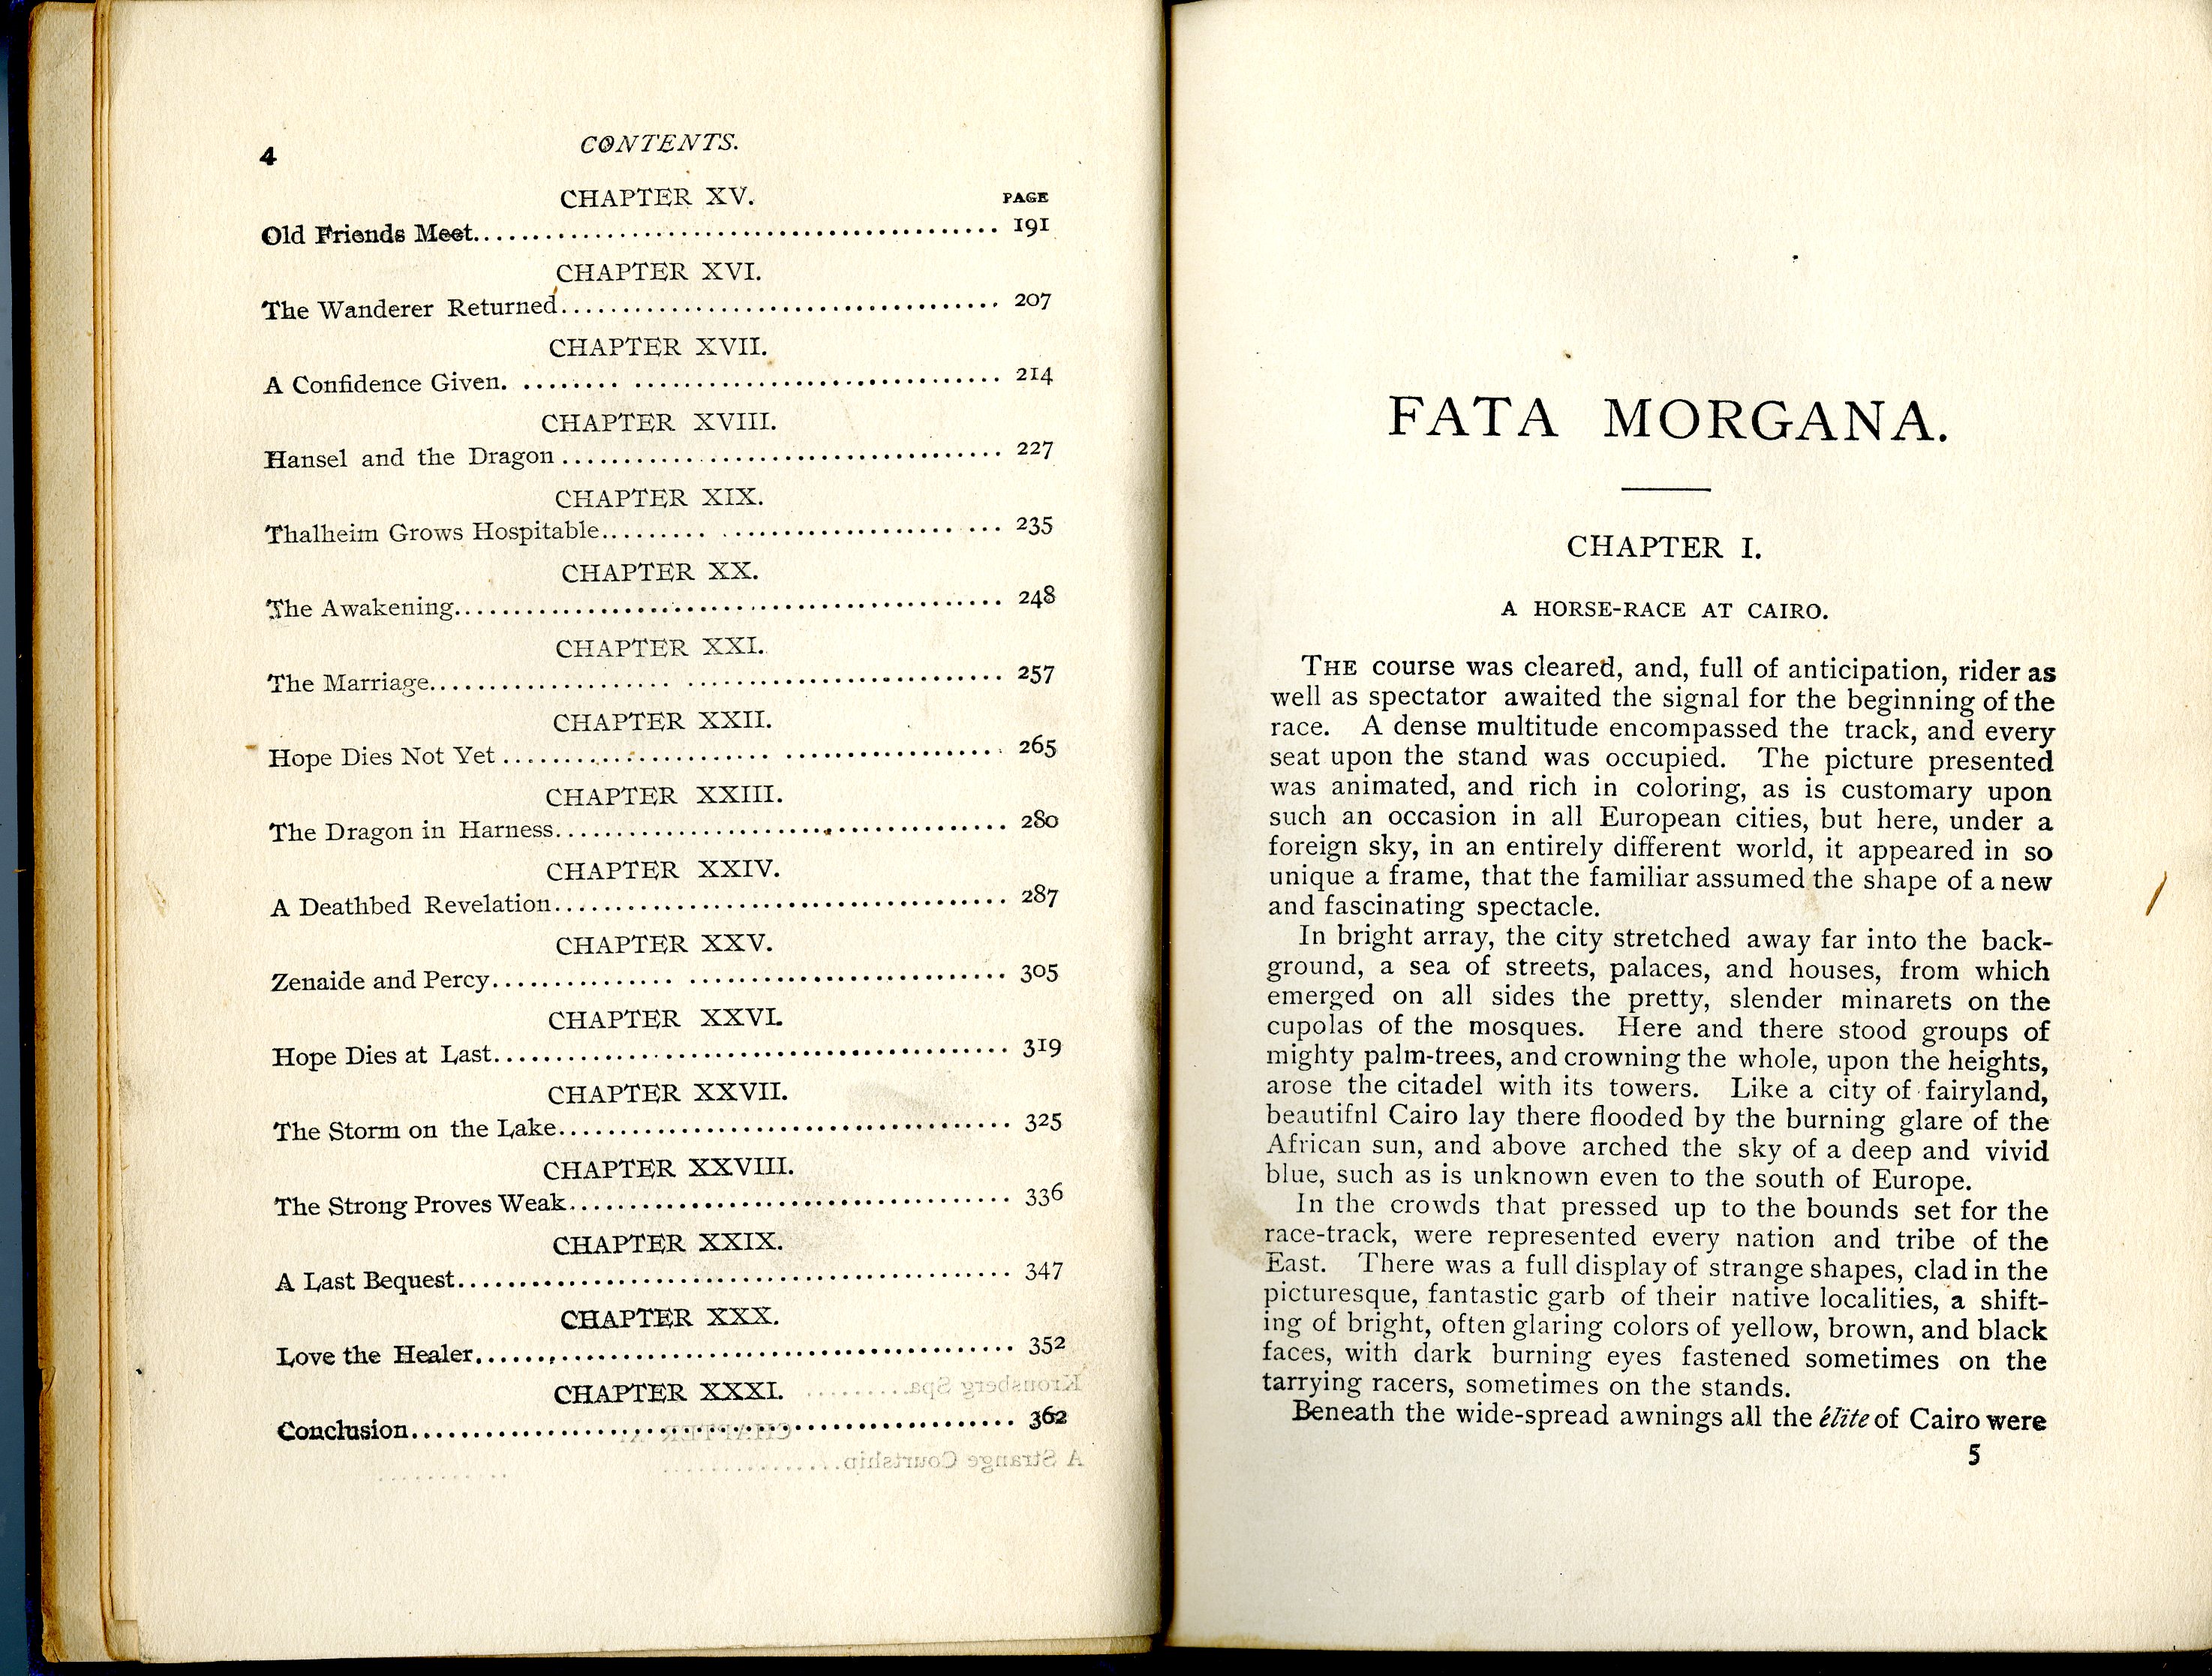 4
CONTENTS.
CHAPTER XV.
PAGE
Old Friends Meet................................................ 191
CHAPTER XVI.
The Wanderer Returned.......................................... 207
CHAPTER XVII.
A Confidence Given. ........ .................................... 214
CHAPTER XVIII.
Hansel and the Dragon .......................................... 227
CHAPTER XIX.
Thalheim Grows Hospitable......... ...................... ... 235
CHAPTER XX.
The Awakening.................................................... 248
CHAPTER XXI.
The Marriage....................... .............................. 257
CHAPTER XXII.
Hope Dies Not Yet .......................... ..................... 265
CHAPTER XXIII.
The Dragon in Harness........................................... 280
CHAPTER XXIV.
A Deathbed Revelation........................................... 287
CHAPTER XXV.
Zenaide and Percy................ .............................. 305
CHAPTER XXVI.
Hope Dies at Last................................................. 319
CHAPTER XXVII.
The Storm on the Lake........................................... 325
CHAPTER XXVIII.
The Strong Proves Weak.......................................... 336
CHAPTER XXIX.
A Last Bequest..................................................... 347
CHAPTER XXX.
Love the Healer.................................................... 352
Kronsberg Spa..........
CHAPTER XXXI.
Conclusion.......................................................... 362
A Strange Courtship................
FATA MORGANA.
CHAPTER I.
A HORSE-RACE AT CAIRO.
THE course was cleared, and, full of anticipation, rider as
well as spectator awaited the signal for the beginning of the
race. A dense multitude encompassed the track, and every
seat upon the stand was occupied. The picture presented
was animated, and rich in coloring, as is customary upon
such an occasion in all European cities, but here, under a
foreign sky, in an entirely different world, it appeared in so
unique a frame, that the familiar assumed the shape of a new
and fascinating spectacle.
In bright array, the city stretched away far into the back-
ground, a sea of streets, palaces, and houses, from which
emerged on all sides the pretty, slender minarets on the
cupolas of the mosques. Here and there stood groups of
mighty palm-trees, and crowning the whole, upon the heights,
arose the citadel with its towers. Like a city of fairyland,
beautifnl Cairo lay there flooded by the burning glare of the
African sun, and above arched the sky of a deep and vivid
blue, such as is unknown even to the south of Europe.
In the crowds that pressed up to the bounds set for the
race-track, were represented every nation and tribe of the
East. There was a full display of strange shapes, clad in the
picturesque, fantastic garb of their native localities, a shift-
ing of bright, often glaring colors of yellow, brown, and black
faces, with dark burning eyes fastened sometimes on the
tarrying racers, sometimes on the stands.
Beneath the wide-spread awnings all the élite of Cairo were
5